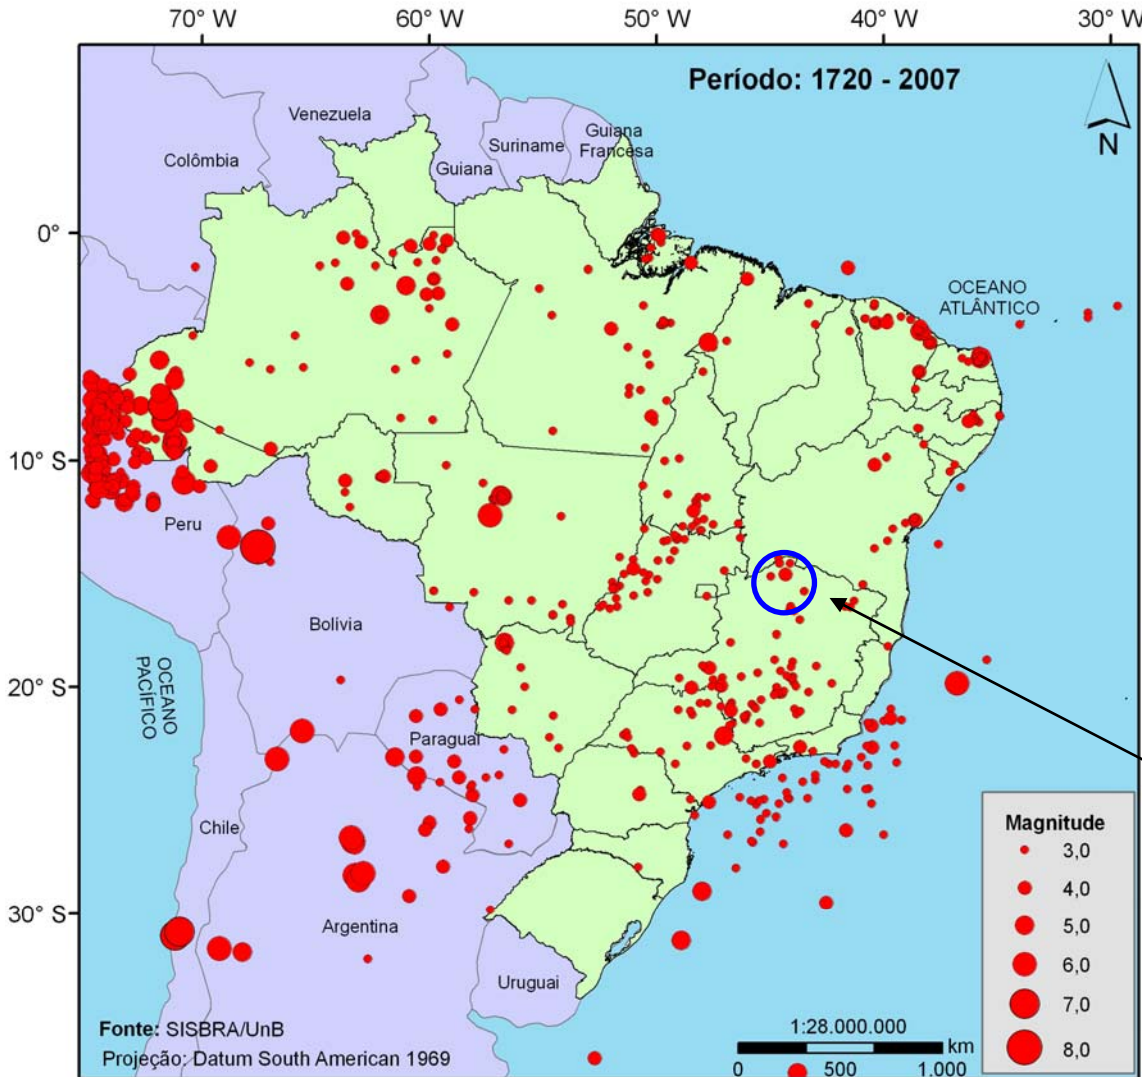 70° W
60° W
50° W
40° W
30° W
Período: 1720 - 2007
N
Venezuela
Guiana
Francesa
Suriname
Guiana
Colômbia
0°
OCEANO
ATLÂNTICO
10° S
Peru
Bolivia
OCEANO
PACÍFICO
20° S
Paraguai
Chile
Magnitude
3,0
4,0
5,0
6,0
7,0
8,0
30° S
Argentina
Uruguai
Fonte: SISBRA/UnB
Projeção: Datum South American 1969
1:28.000.000
km
0 500 1.000